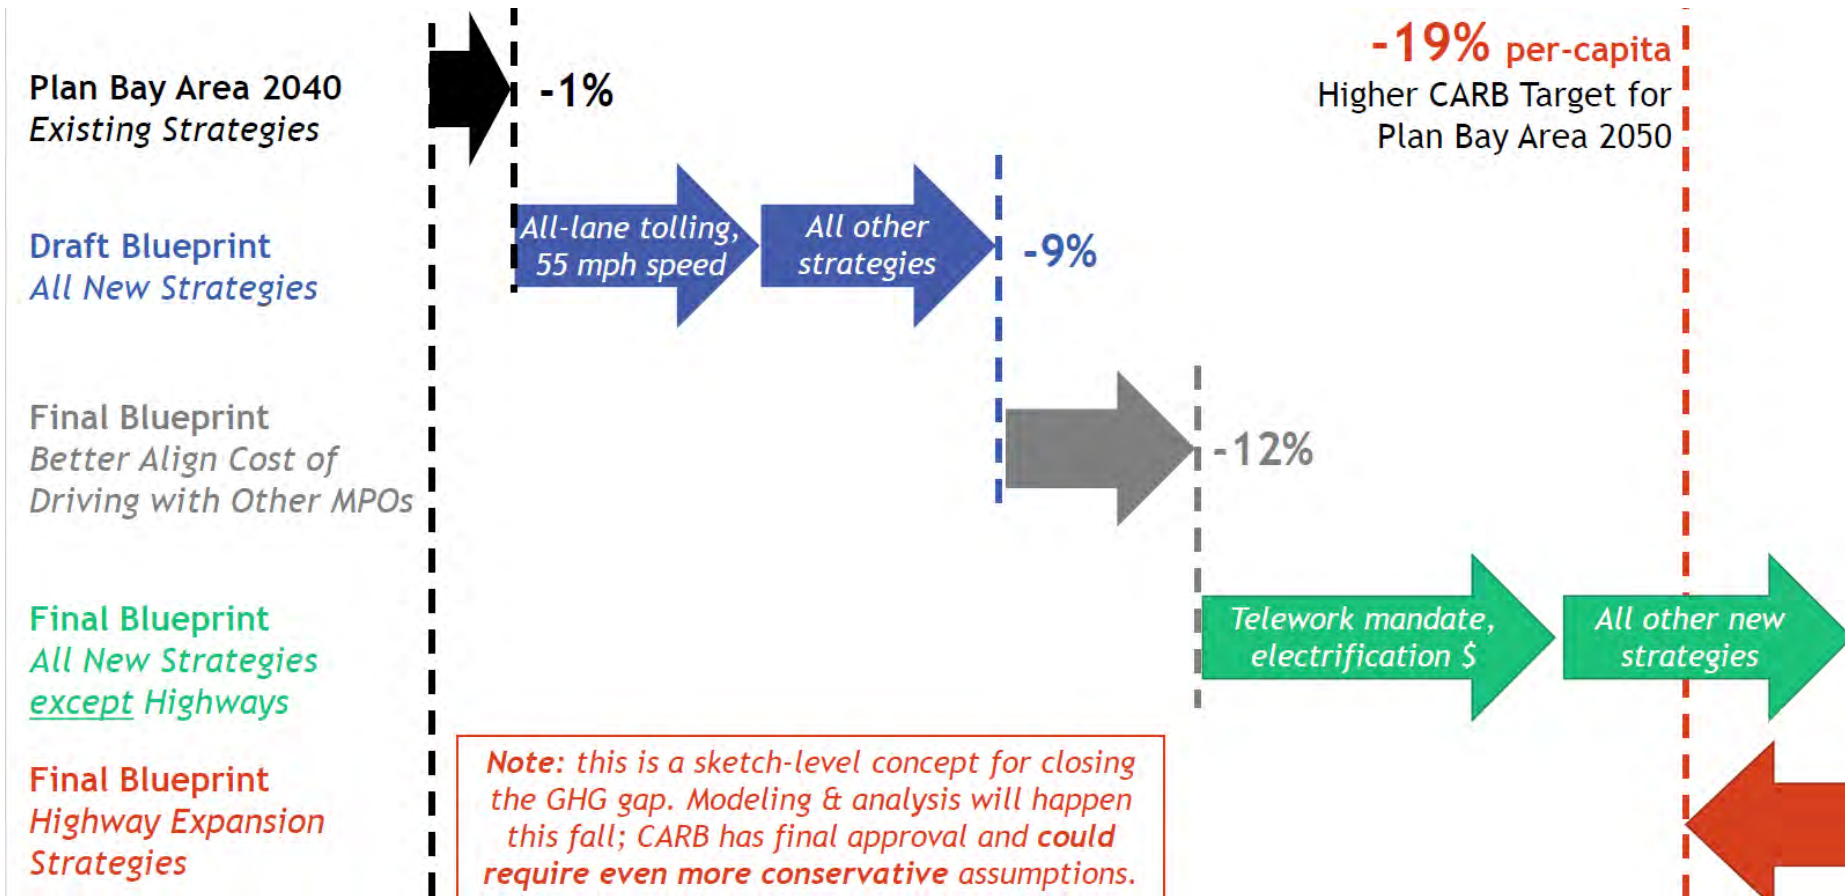 Plan Bay Area 2040
Existing Strategies
-1%
-19% per-capita
Higher CARB Target for
Plan Bay Area 2050
Draft Blueprint
All New Strategies
All-lane tolling,
55 mph speed
All other
strategies
-9%
Final Blueprint
Better Align Cost of
Driving with Other MPOs
-12%
Final Blueprint
All New Strategies
except Highways
Telework mandate,
electrification $
All other new
strategies
Final Blueprint
Highway Expansion
Strategies
Note: this is a sketch-level concept for closing
the GHG gap. Modeling & analysis will happen
this fall; CARB has final approval and could
require even more conservative assumptions.